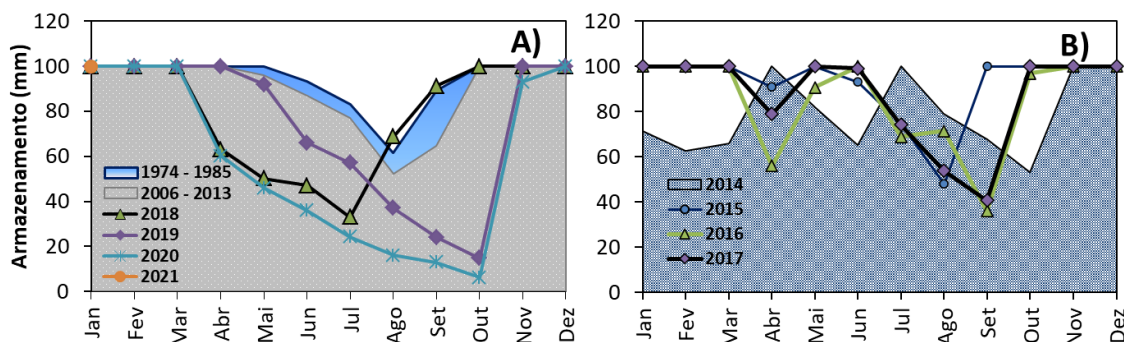 Armazenamento (mm)
120
100
80
60
40
20
0
A)
1974 - 1985
2006 - 2013
2018
2019
2020
2021
Jan
Fev
Mar
Abr
Mai
Jun
Jul
Ago
Set
Out
Nov
Dez
120
100
80
60
40
20
0
B)
2014
2015
2016
2017
Jan
Fev
Mar
Abr
Mai
Jun
Jul
Ago
Set
Out
Nov
Dez